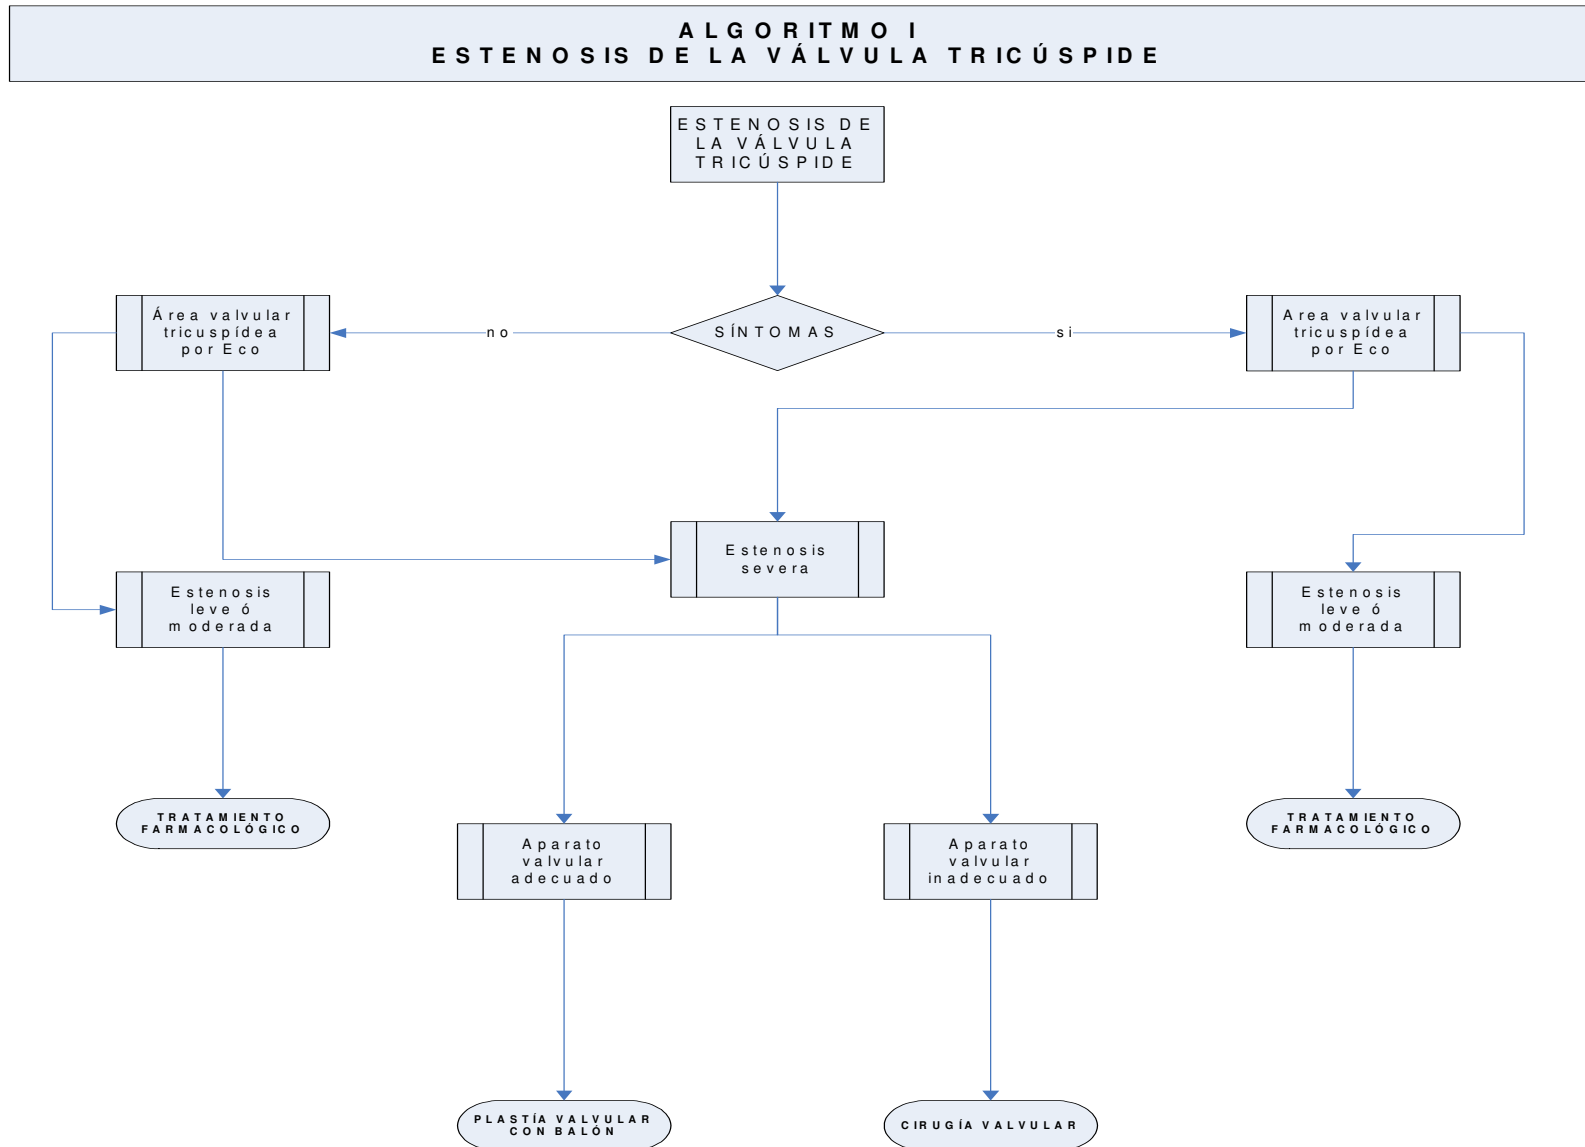 ALGORITMO I
ESTENOSIS DE LA VÁLVULA TRICÚSPIDE
ESTENOSIS DE
LA VÁLVULA
TRICÚSPIDE
Área valvular
tricuspídea
por Eco
no
SÍNTOMAS
si
Area valvular
tricuspídea
por Eco
Estenosis
severa
Estenosis
leve ó
moderada
Estenosis
leve ó
moderada
TRATAMIENTO
FARMACOLÓGICO
TRATAMIENTO
FARMACOLÓGICO
Aparato
valvular
adecuado
Aparato
valvular
inadecuado
PLASTÍA VALVULAR
CON BALÓN
CIRUGÍA VALVULAR